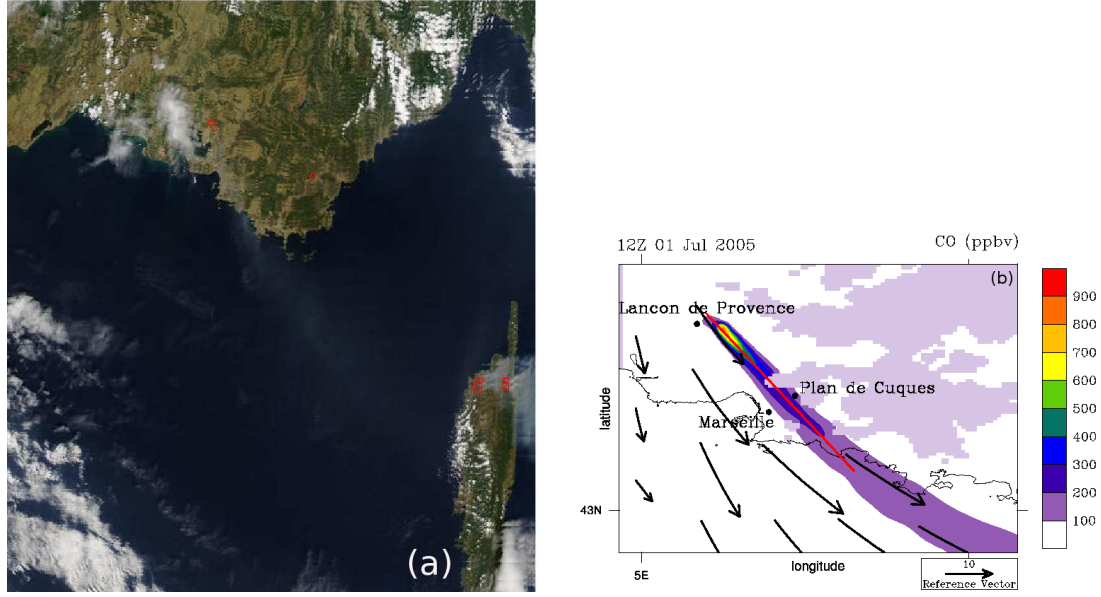 (a)
12Z 01 Jul 2005 CO (ppbv)
(b)
Lancon de Provence
Plan de Cuques
Marseille
latitude
43N
5E
longitude
10
10
Reference Vector
900
800
700
600
500
400
300
200
100